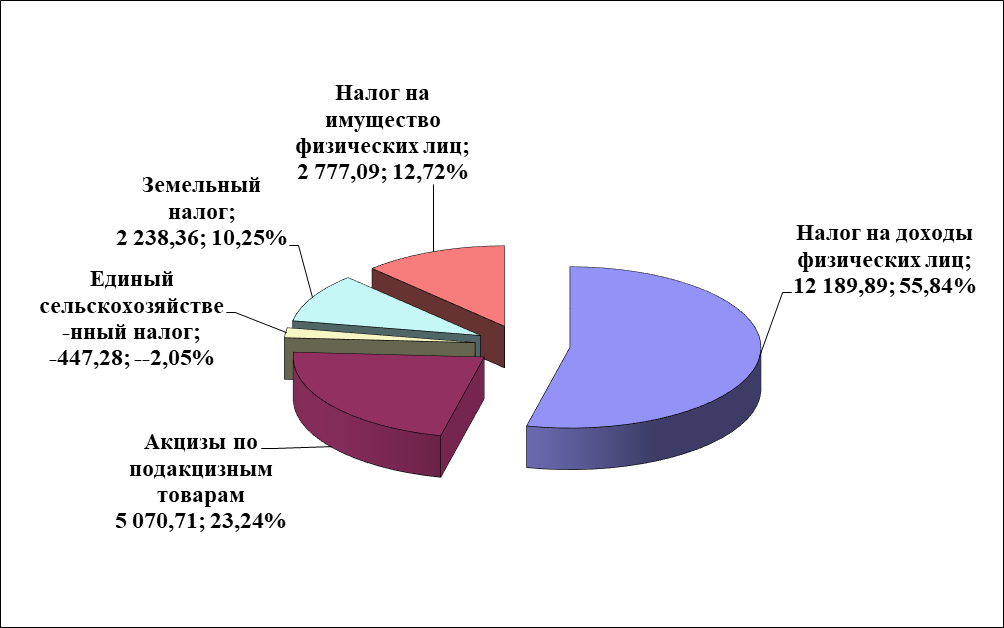 Налог на
имущество
физических лиц;
2 777,09; 12,72%
Земельный
налог;
2 238,36; 10,25%
Налог на доходы
физических лиц;
12 189,89; 55,84%
Единый
сельскохозяйстве
-нный налог;
-447,28; --2,05%
Акцизы по
подакцизным
товарам
5 070,71; 23,24%